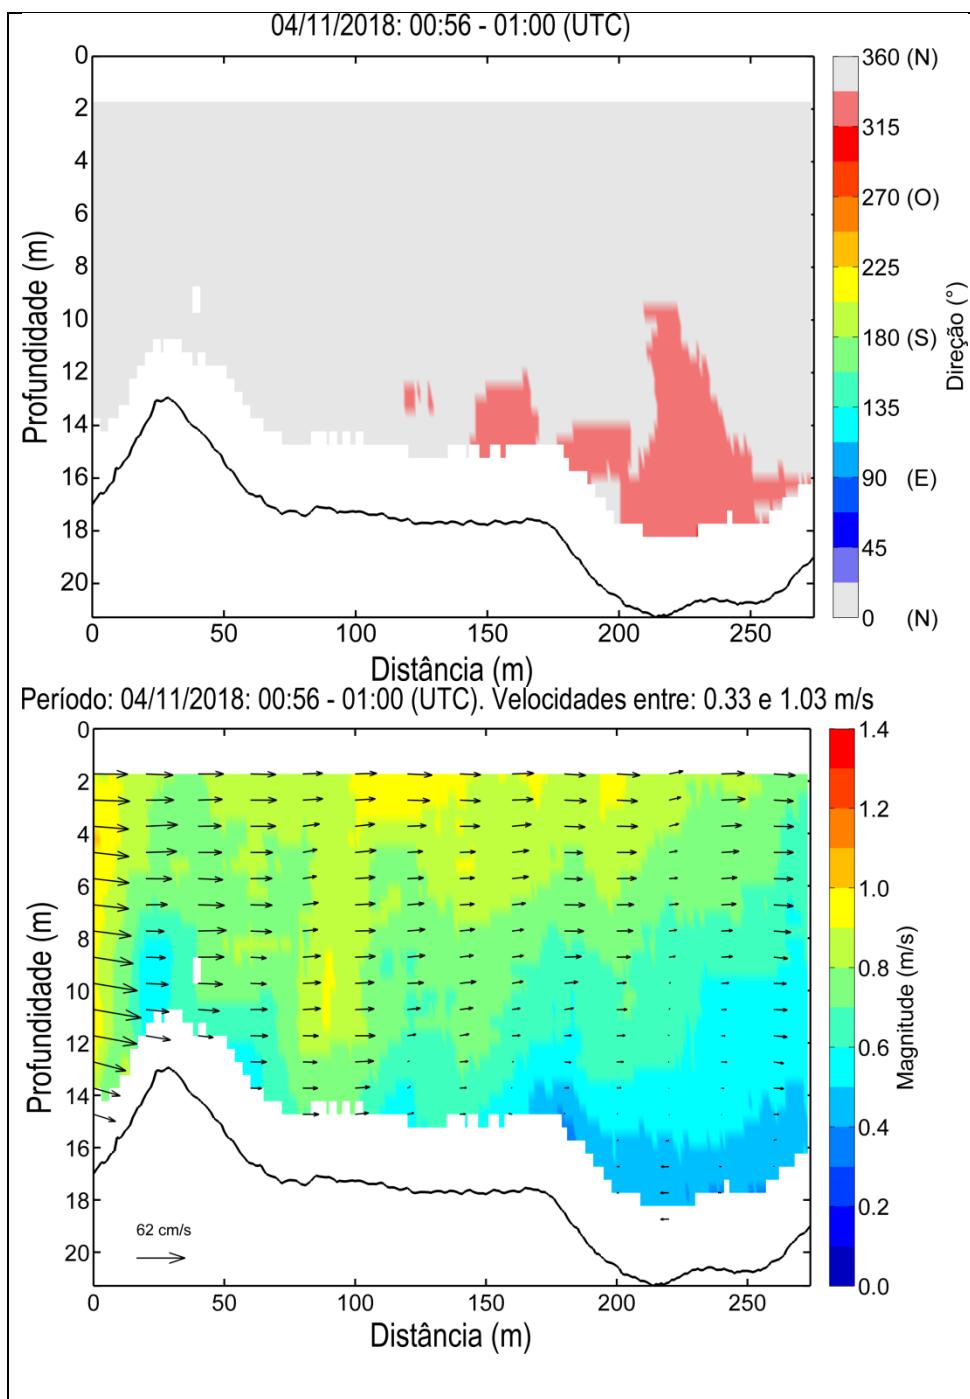 04/11/2018: 00:56 - 01:00 (UTC)
0
2
4
6
8
10
12
14
16
18
20
Profundidade (m)
0 50 100 150 200 250
Distância (m)
360 (N)
315
270 (O)
225
180 (S)
135
90 (E)
45
0 (N)
Direção (°)
Período: 04/11/2018: 00:56 - 01:00 (UTC). Velocidades entre: 0.33 e 1.03 m/s
0
2
4
6
8
10
12
14
16
18
20
Profundidade (m)
62 cm/s
0 50 100 150 200 250
Distância (m)
1.4
1.2
1.0
0.8
0.6
0.4
0.2
0.0
Magnitude (m/s)